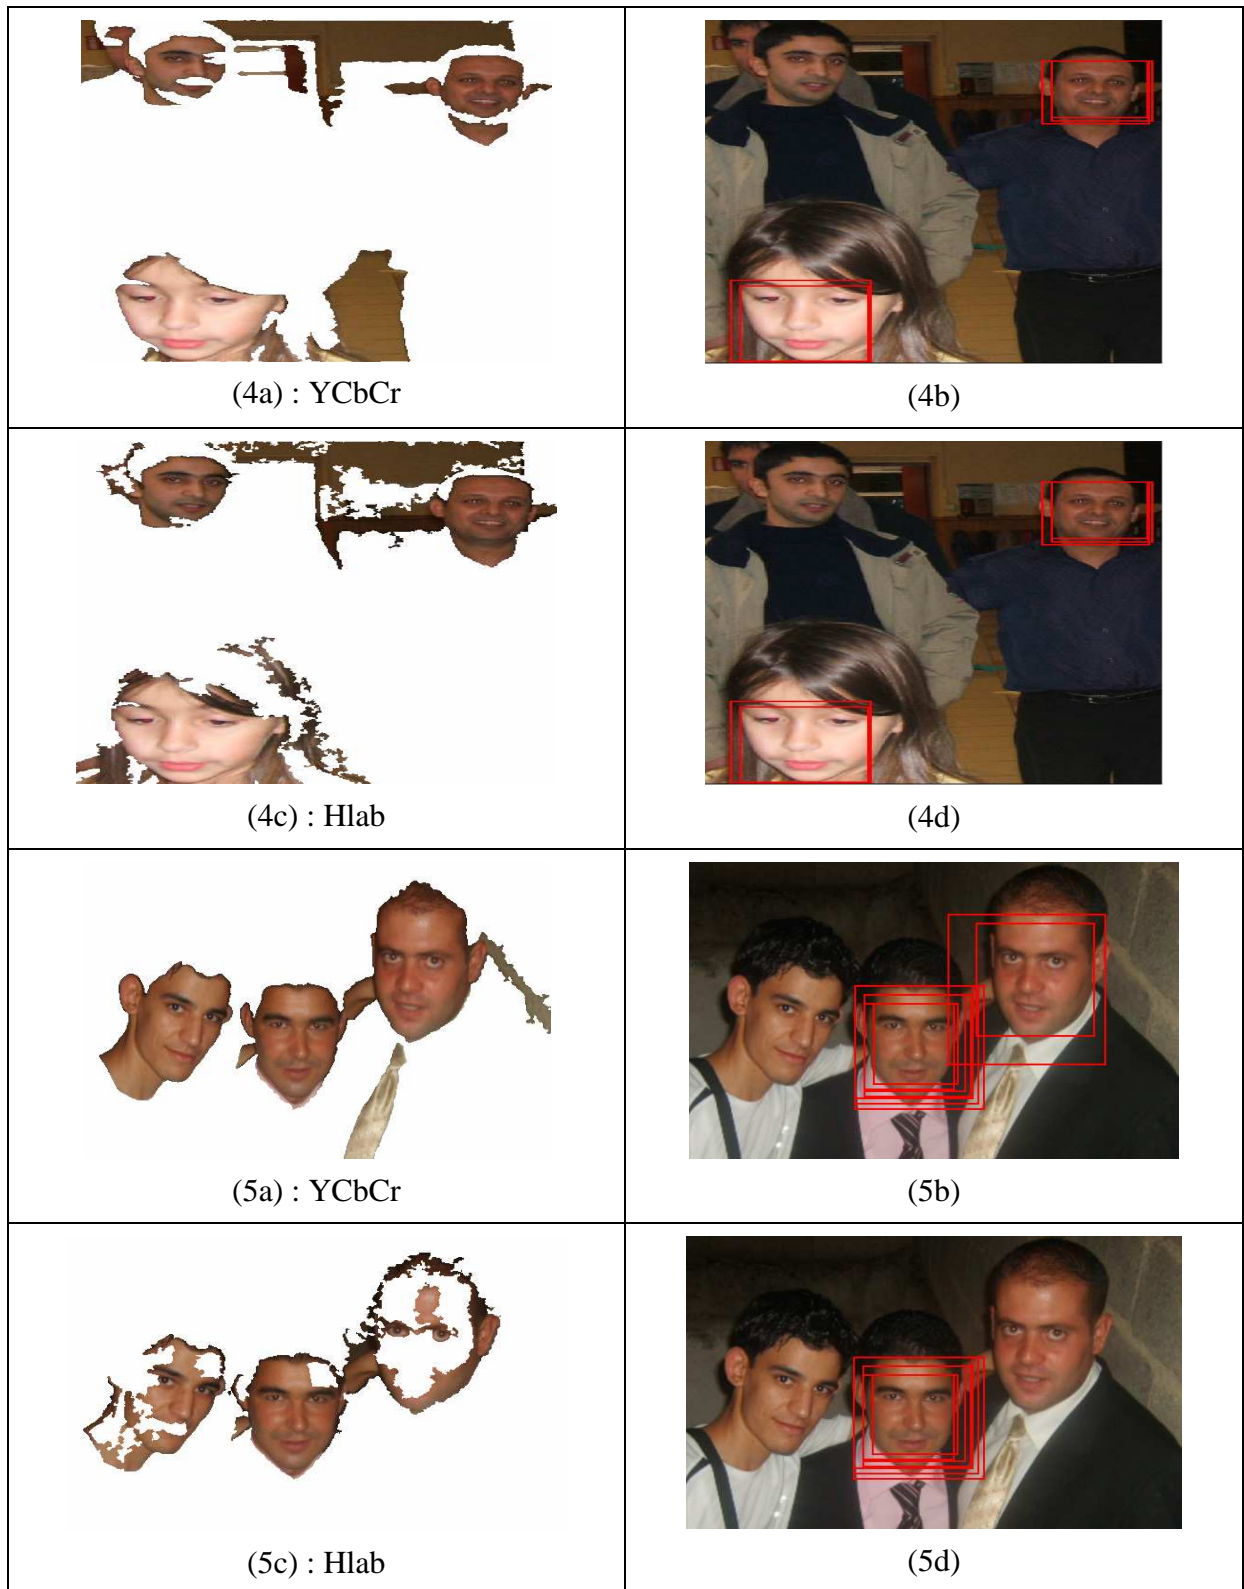 (4a) : YCbCr
(4b)
(4c) : Hlab
(4d)
(5a) : YCbCr
(5b)
(5c) : Hlab
(5d)